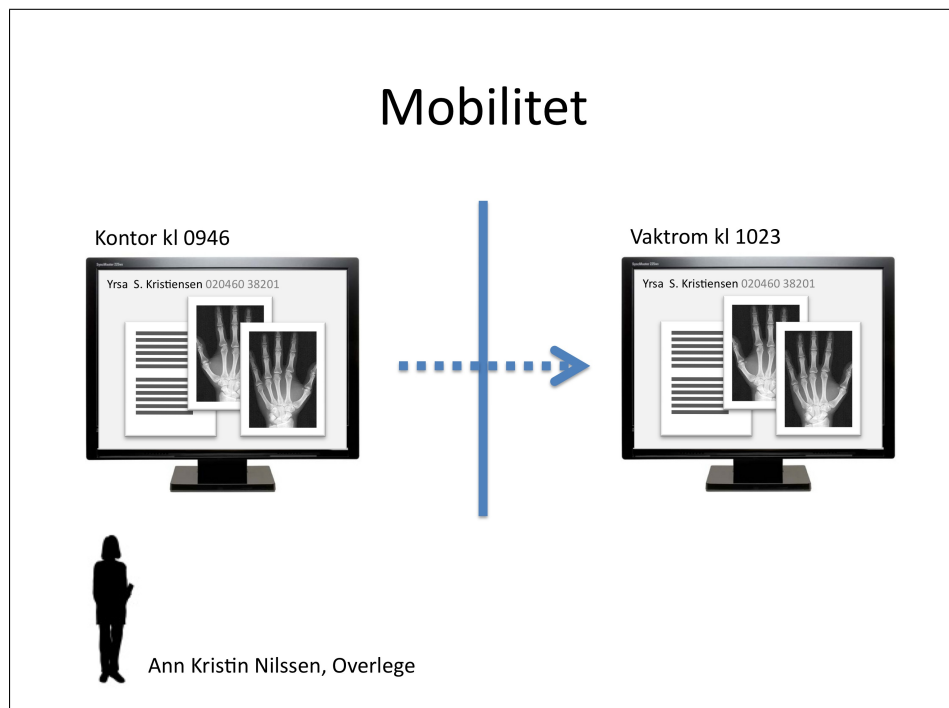 Mobilitet
Kontor kl 0946
Yrsa S. Kristiensen 020460 38201
Vaktrom kl 1023
Yrsa S. Kristiensen 020460 38201
Ann Kristin Nilssen, Overlege